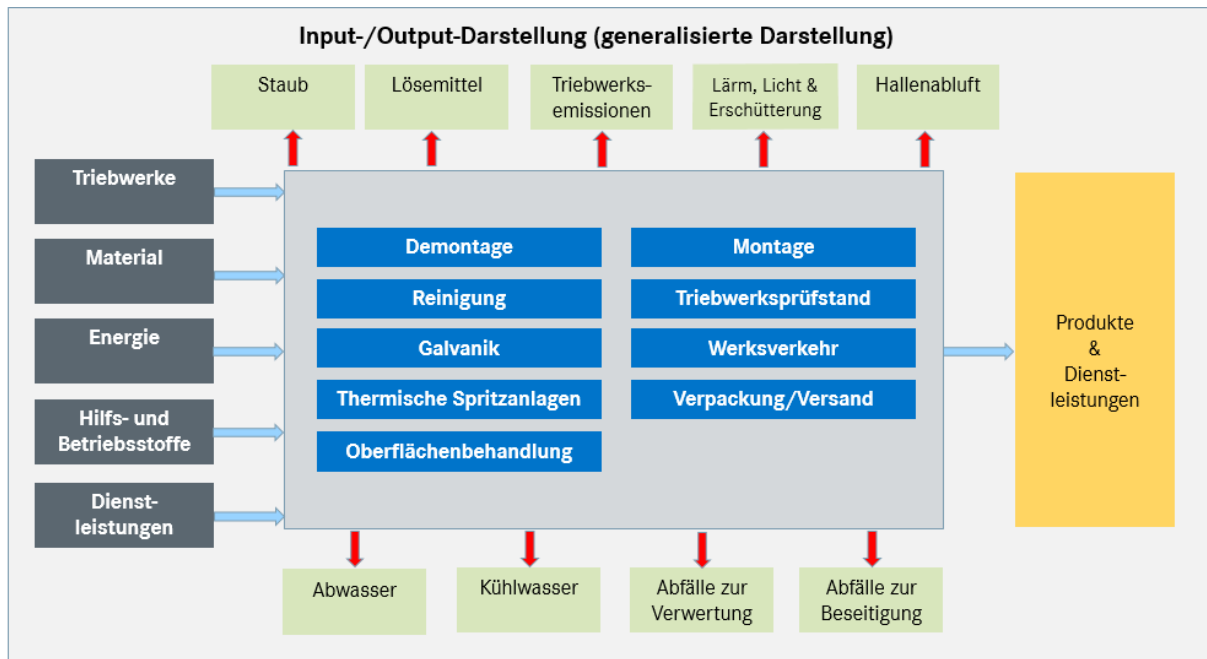 Input-/Output-Darstellung (generalisierte Darstellung)
Staub
Lösemittel
Triebwerks-
emissionen
Lärm, Licht &
Erschütterung
Hallenabluft
Triebwerke
Material
Energie
Hilfs- und
Betriebsstoffe
Dienst-
leistungen
Demontage
Reinigung
Galvanik
Thermische Spritzanlagen
Oberflächenbehandlung
Montage
Triebwerksprüfstand
Werksverkehr
Verpackung/Versand
Produkte
&
Dienst-
leistungen
Abwasser
Kühlwasser
Abfälle zur
Verwertung
Abfälle zur
Beseitigung